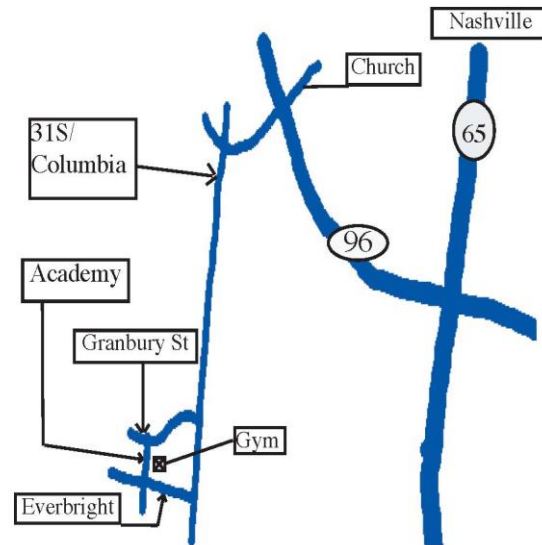 Nashville
Church
65
31S/
Columbia
96
Academy
Granbury St
Gym
Everbright